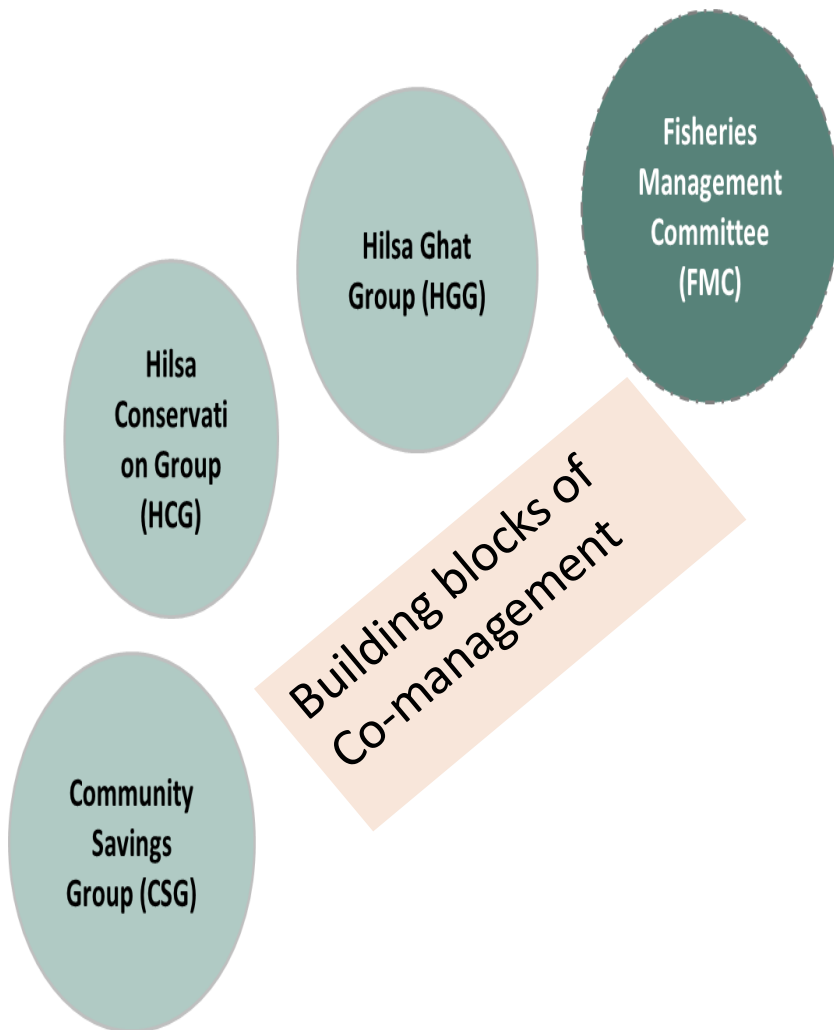 Fisheries
Management
Committee
(FMC)
Hilsa Ghat
Group (HGG)
Hilsa
Conservati
on Group
(HCG)
Building blocks of
Co-management
Community
Savings
Group (CSG)